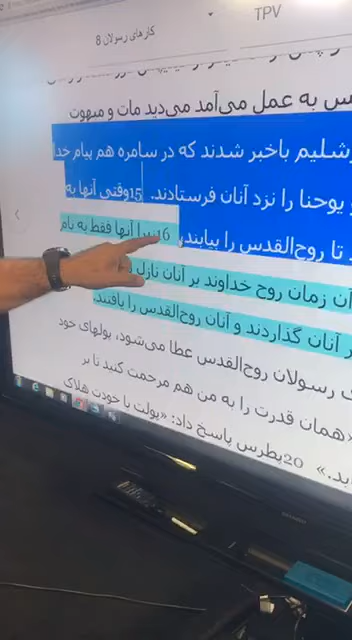 کارهای رسولان 8
TPV
به عمل می‌آمد می‌دید مات و مبهوت
شلیم باخبر شدند که در سامره هم پیام خدا
یوحنا را نزد آنان فرستادند. 15وقتی آنها به
تا روح‌القدس را بیابند،
16 آنها فقط به نام
آن زمان روح خداوند بر آنان نازل
بر آنان گذاردند و آنان روح‌القدس را یافتند.
رسولان روح‌القدس عطا می‌شود، پولهای خود
«همان قدرت را به من هم مرحمت کنید تا بر
بد.» 20پطرس پاسخ داد: «پولت با خودت هلاک